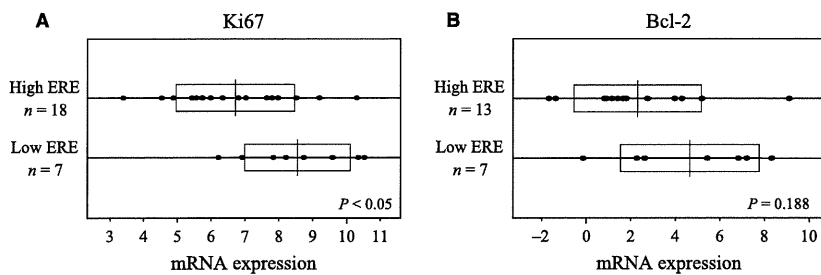 A
Ki67
High ERE
n = 18
Low ERE
n = 7
P < 0.05
3 4 5 6 7 8 9 10 11
mRNA expression
B
Bcl-2
High ERE
n = 13
Low ERE
n = 7
P = 0.188
–2 0 2 4 6 8 10
mRNA expression